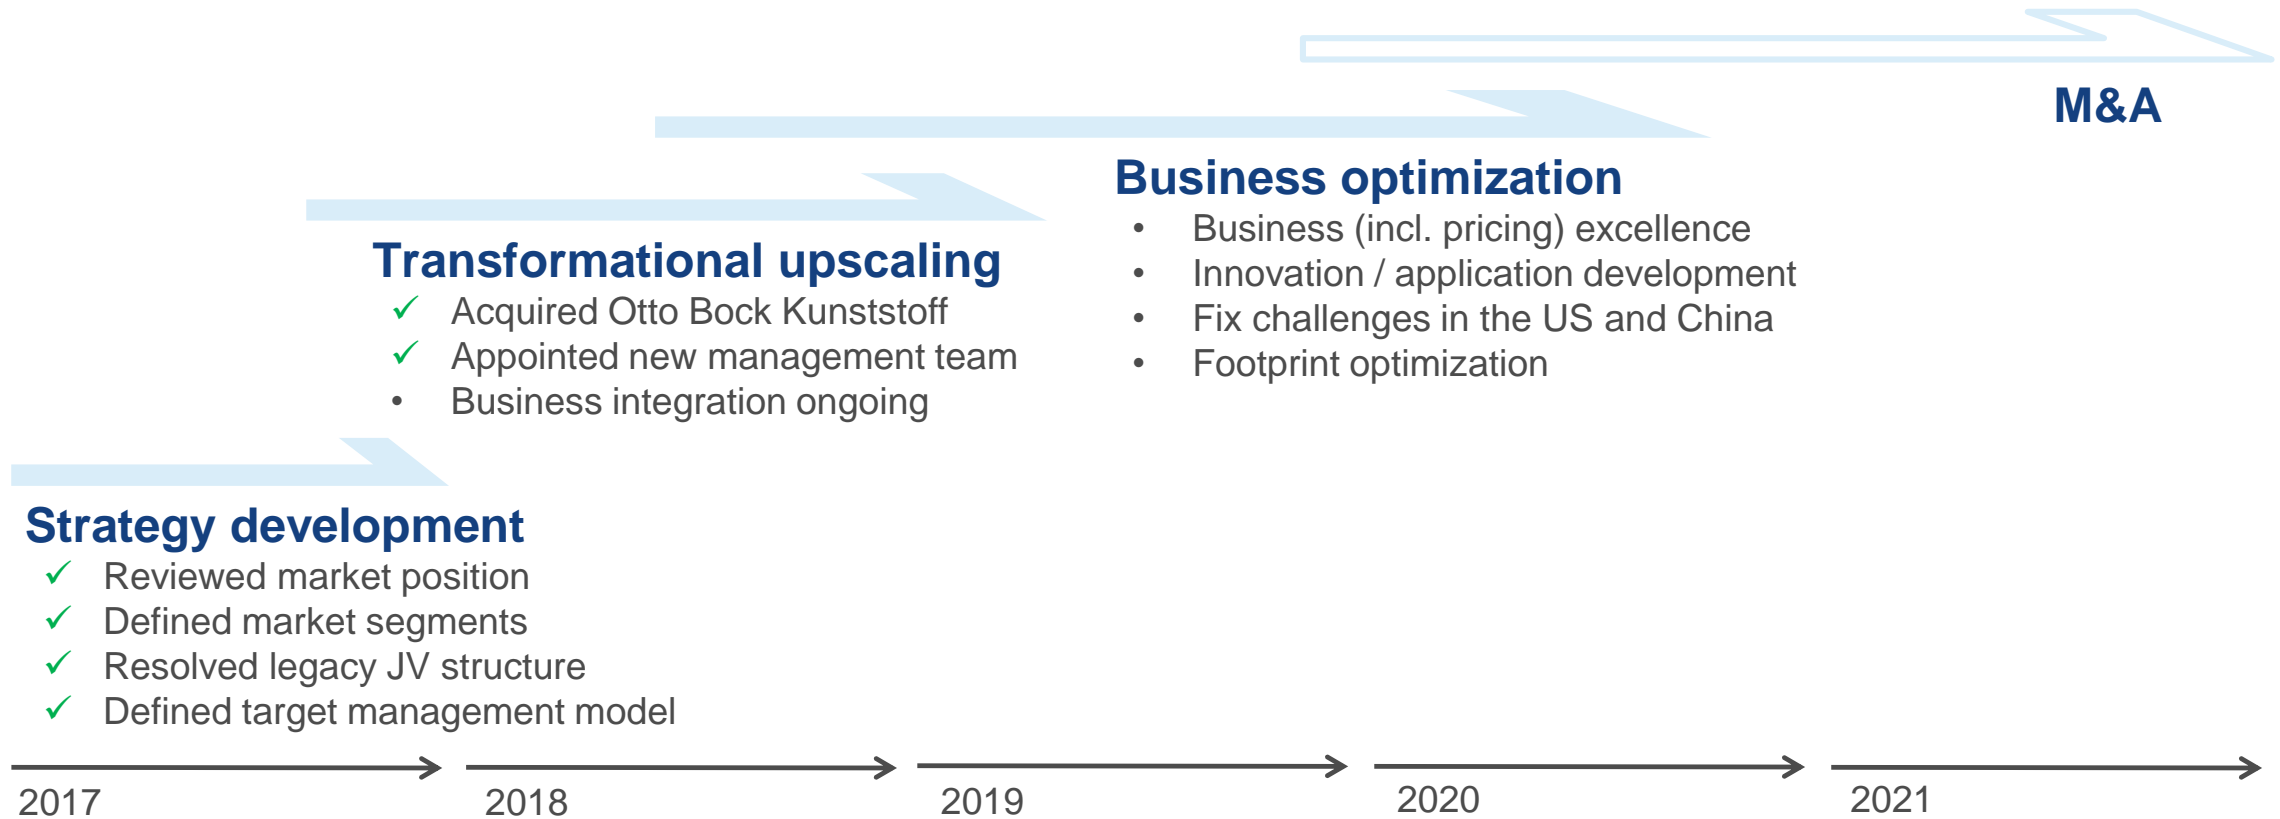 M&A
Business optimization
• Business (incl. pricing) excellence
• Innovation / application development
• Fix challenges in the US and China
• Footprint optimization
Transformational upscaling
✓ Acquired Otto Bock Kunststoff
✓ Appointed new management team
• Business integration ongoing
Strategy development
✓ Reviewed market position
✓ Defined market segments
✓ Resolved legacy JV structure
✓ Defined target management model
2017 2018 2019 2020 2021